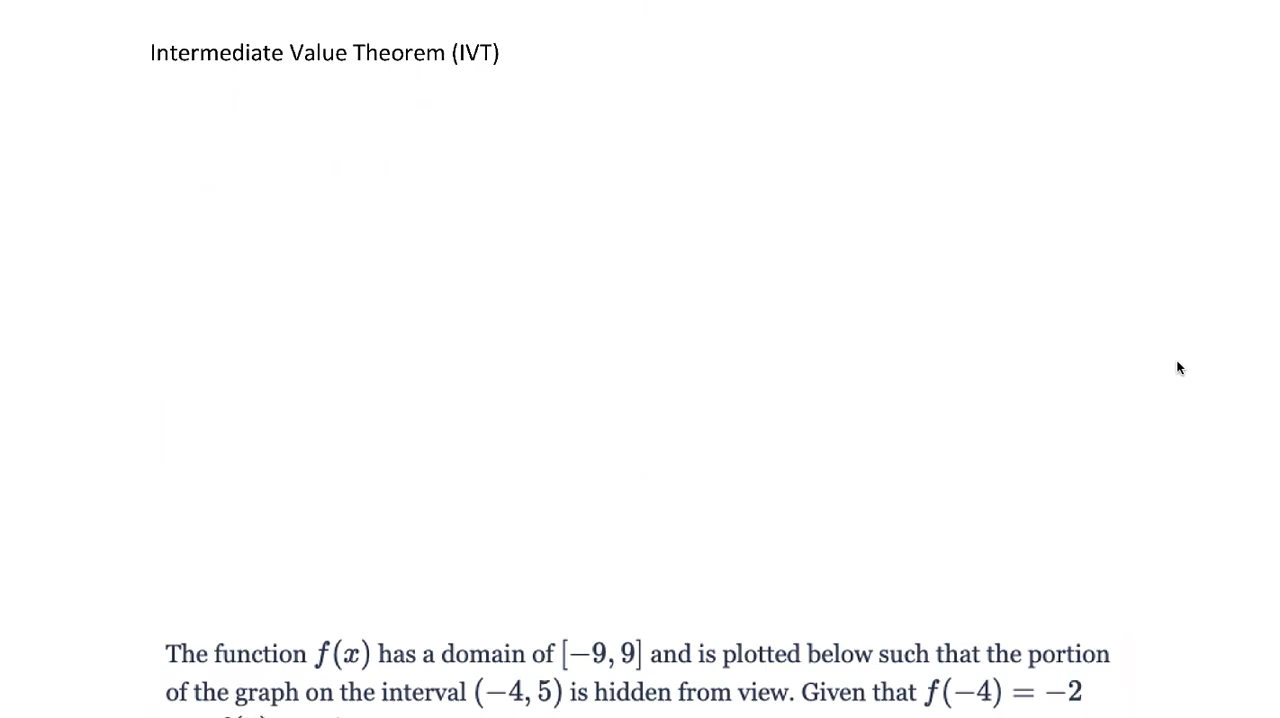 Intermediate Value Theorem (IVT)
The function f(x) has a domain of [−9, 9] and is plotted below such that the portion
of the graph on the interval (−4, 5) is hidden from view. Given that f(−4) = −2